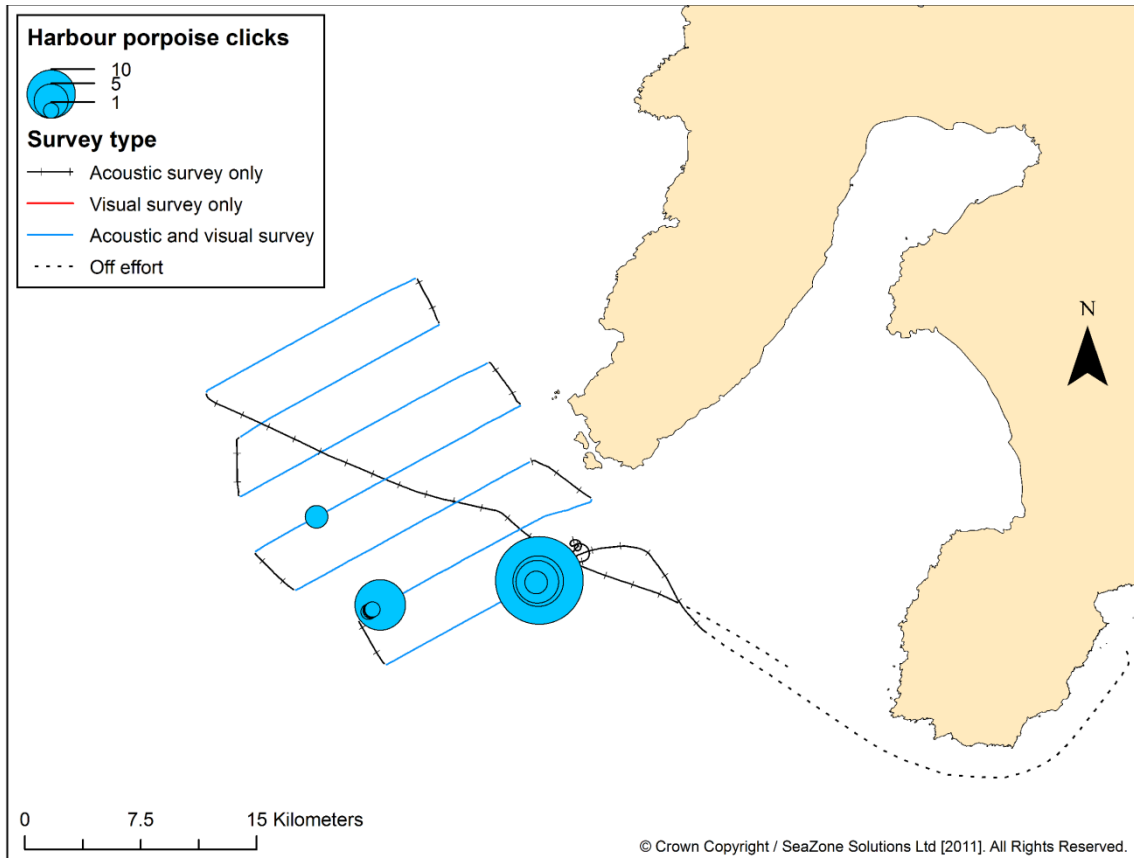 Harbour porpoise clicks
10
5
1
Survey type
Acoustic survey only
Visual survey only
Acoustic and visual survey
Off effort
N
0 7.5 15 Kilometers
© Crown Copyright / SeaZone Solutions Ltd [2011]. All Rights Reserved.